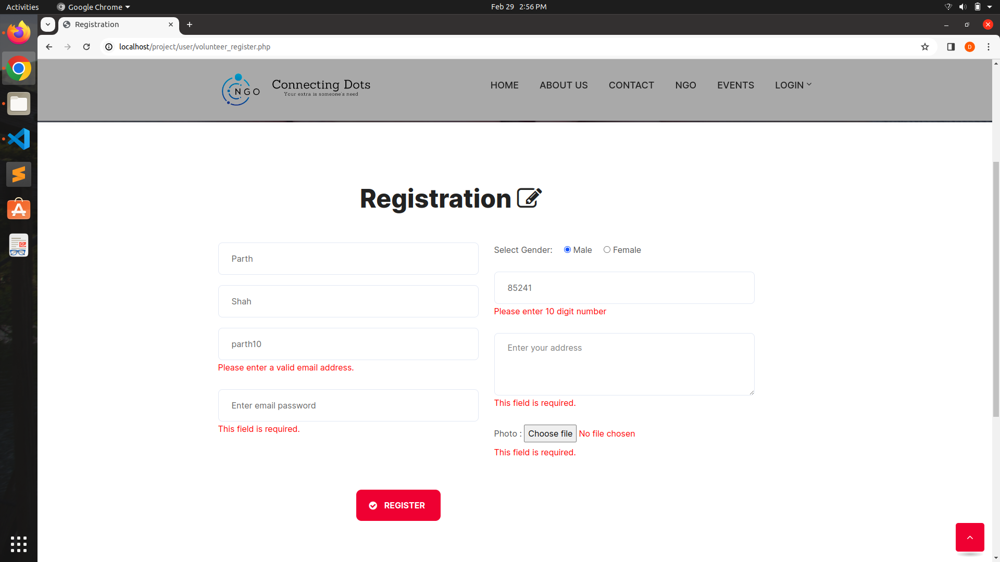 Activities
Google Chrome
Feb 29 2:56 PM
Registration
localhost/project/user/volunteer_register.php
D
NGO
Connecting Dots
Your extra is someone's need
HOME
ABOUT US
CONTACT
NGO
EVENTS
LOGIN
Registration
Parth
Shah
parth10
Please enter a valid email address.
Enter email password
This field is required.
Select Gender: Male Female
85241
Please enter 10 digit number
Enter your address
This field is required.
Photo : Choose file No file chosen
This field is required.
REGISTER